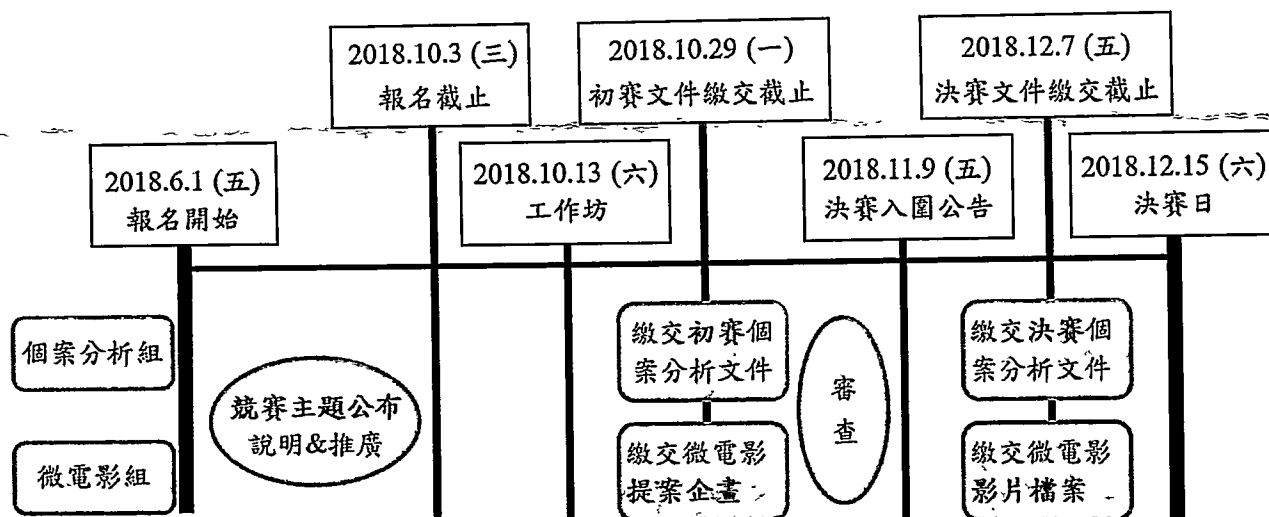 2018.10.3 (三)
報名截止
2018.10.29 (一)
初賽文件繳交截止
2018.12.7 (五)
決賽文件繳交截止
2018.6.1 (五)
報名開始
2018.10.13 (六)
工作坊
2018.11.9 (五)
決賽入圍公告
2018.12.15 (六)
決賽日
個案分析組
微電影組
競賽主題公布
說明&推廣
繳交初賽個
案分析文件
繳交微電影
提案企畫
審
查
繳交決賽個
案分析文件
繳交微電影
影片檔案